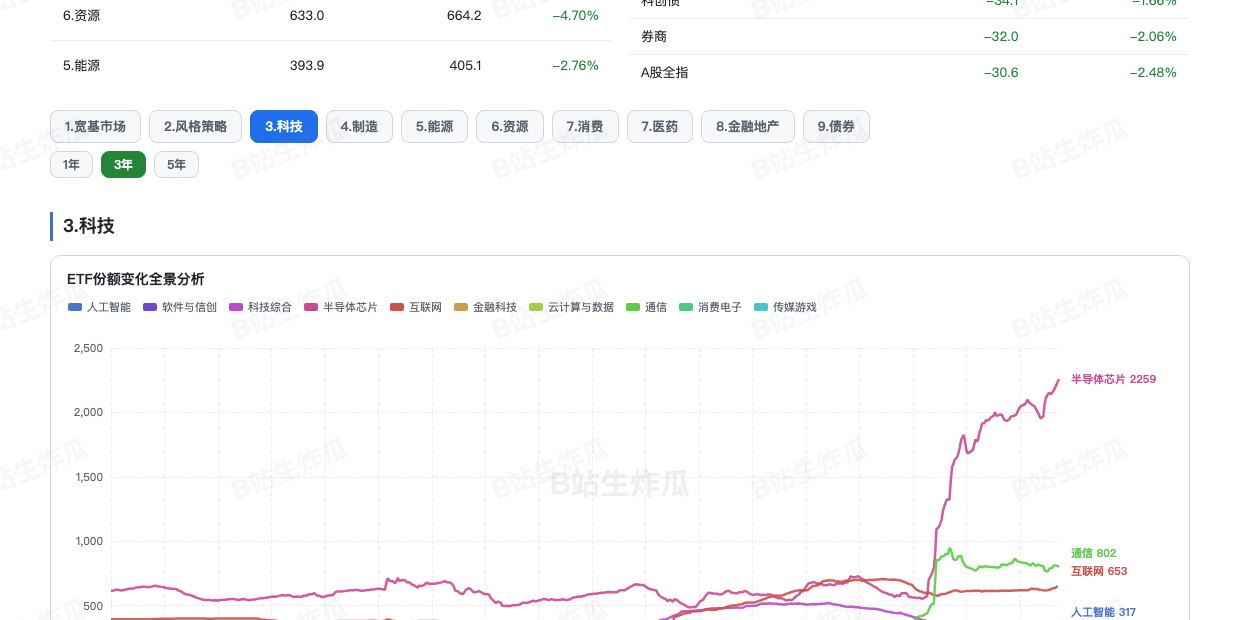 6.资源 633.0 664.2 −4.70%
5.能源 393.9 405.1 −2.76%
券商 −32.0 −2.06%
A股全指 −30.6 −2.48%
1.宽基市场 2.风格策略 3.科技 4.制造 5.能源 6.资源 7.消费 7.医药 8.金融地产 9.债券
1年 3年 5年
3.科技
ETF份额变化全景分析
人工智能 软件与信创 科技综合 半导体芯片 互联网 金融科技 云计算与数据 通信 消费电子 传媒游戏
2,500
半导体芯片 2259
2,000
1,500
B站生炸瓜
1,000
通信 802
互联网 653
500
人工智能 317